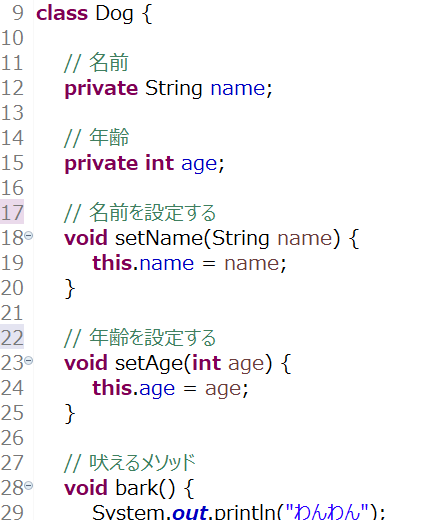 9 class Dog {
10
11 // 名前
12 private String name;
13
14 // 年齢
15 private int age;
16
17 // 名前を設定する
18 void setName(String name) {
19 this.name = name;
20 }
21
22 // 年齢を設定する
23 void setAge(int age) {
24 this.age = age;
25 }
26
27 // 吠えるメソッド
28 void bark() {
29 System.out.println("わんわん");